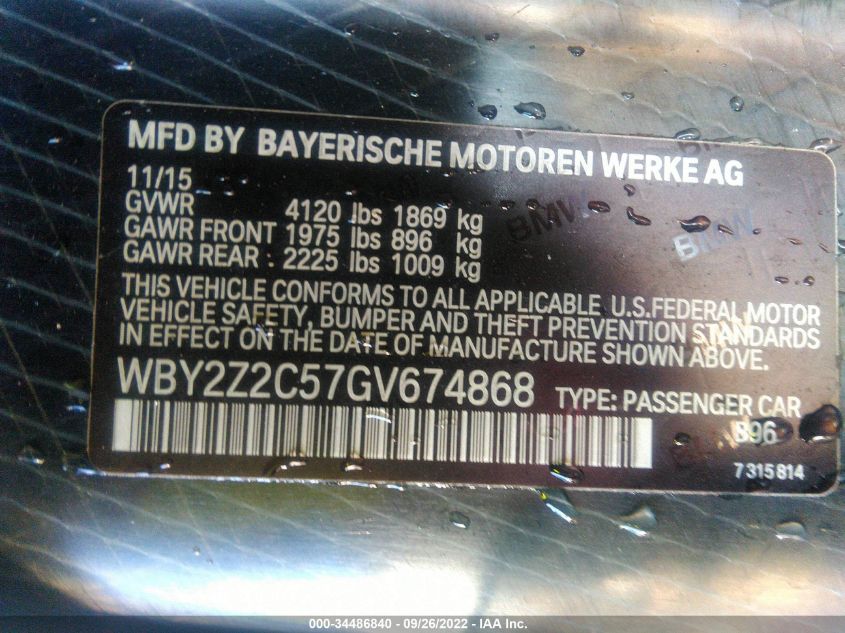 MFD BY BAYERISCHE MOTOREN WERKE AG
11/15
GVWR 4120 lbs 1869 kg
GAWR FRONT 1975 lbs 896 kg
GAWR REAR : 2225 lbs 1009 kg
THIS VEHICLE CONFORMS TO ALL APPLICABLE U.S.FEDERAL MOTOR
VEHICLE SAFETY, BUMPER AND THEFT PREVENTION STANDARDS
IN EFFECT ON THE DATE OF MANUFACTURE SHOWN ABOVE.
WBY2Z2C57GV674868 TYPE: PASSENGER CAR
B96
7315814
BMW
BMW
000-34486840 - 09/26/2022 - IAA Inc.